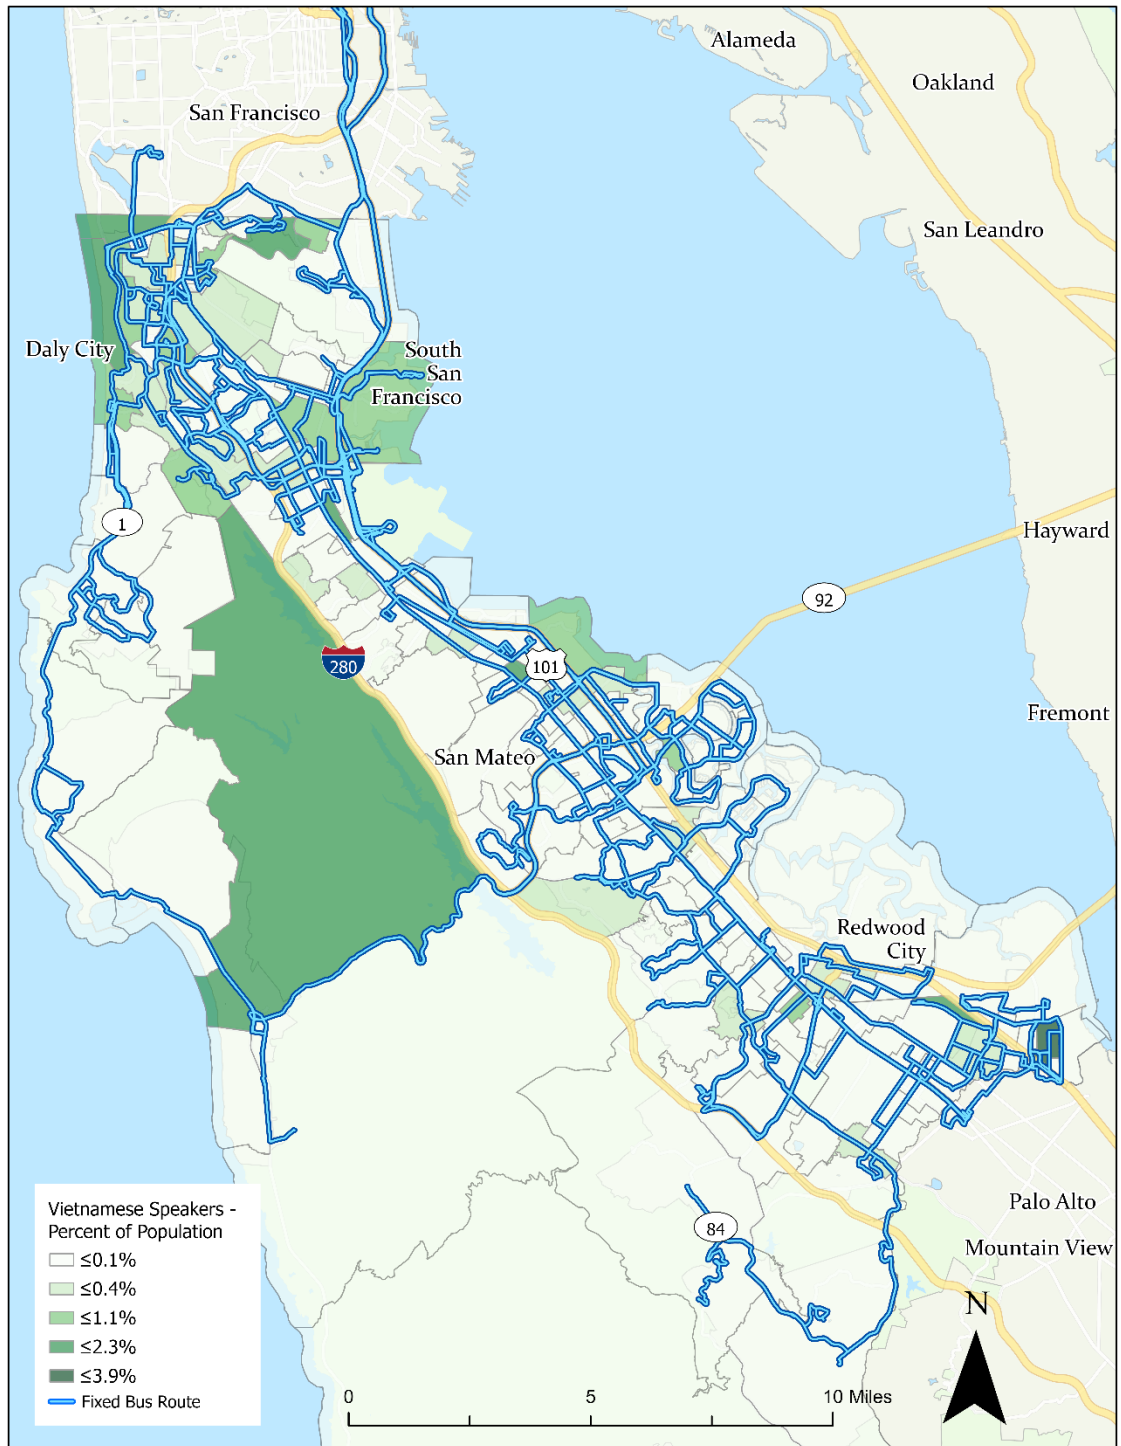 Alameda
Oakland
San Francisco
San Leandro
Daly City
South
San
Francisco
1
Hayward
92
280
101
Fremont
San Mateo
Redwood
City
Palo Alto
84
Mountain View
N
Vietnamese Speakers -
Percent of Population
≤0.1%
≤0.4%
≤1.1%
≤2.3%
≤3.9%
Fixed Bus Route
0 5 10 Miles